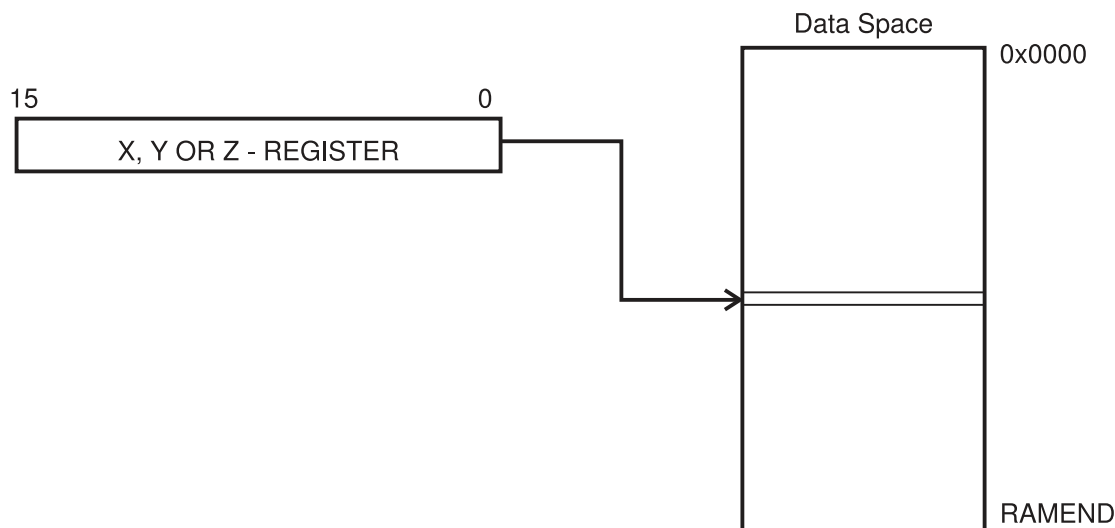 Data Space
0x0000
15 0
X, Y OR Z - REGISTER
RAMEND